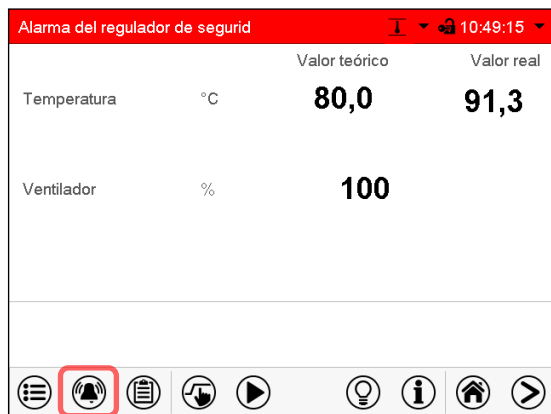 Alarma del regulador de segurid 10:49:15
Valor teórico Valor real
Temperatura °C 80,0 91,3
Ventilador % 100